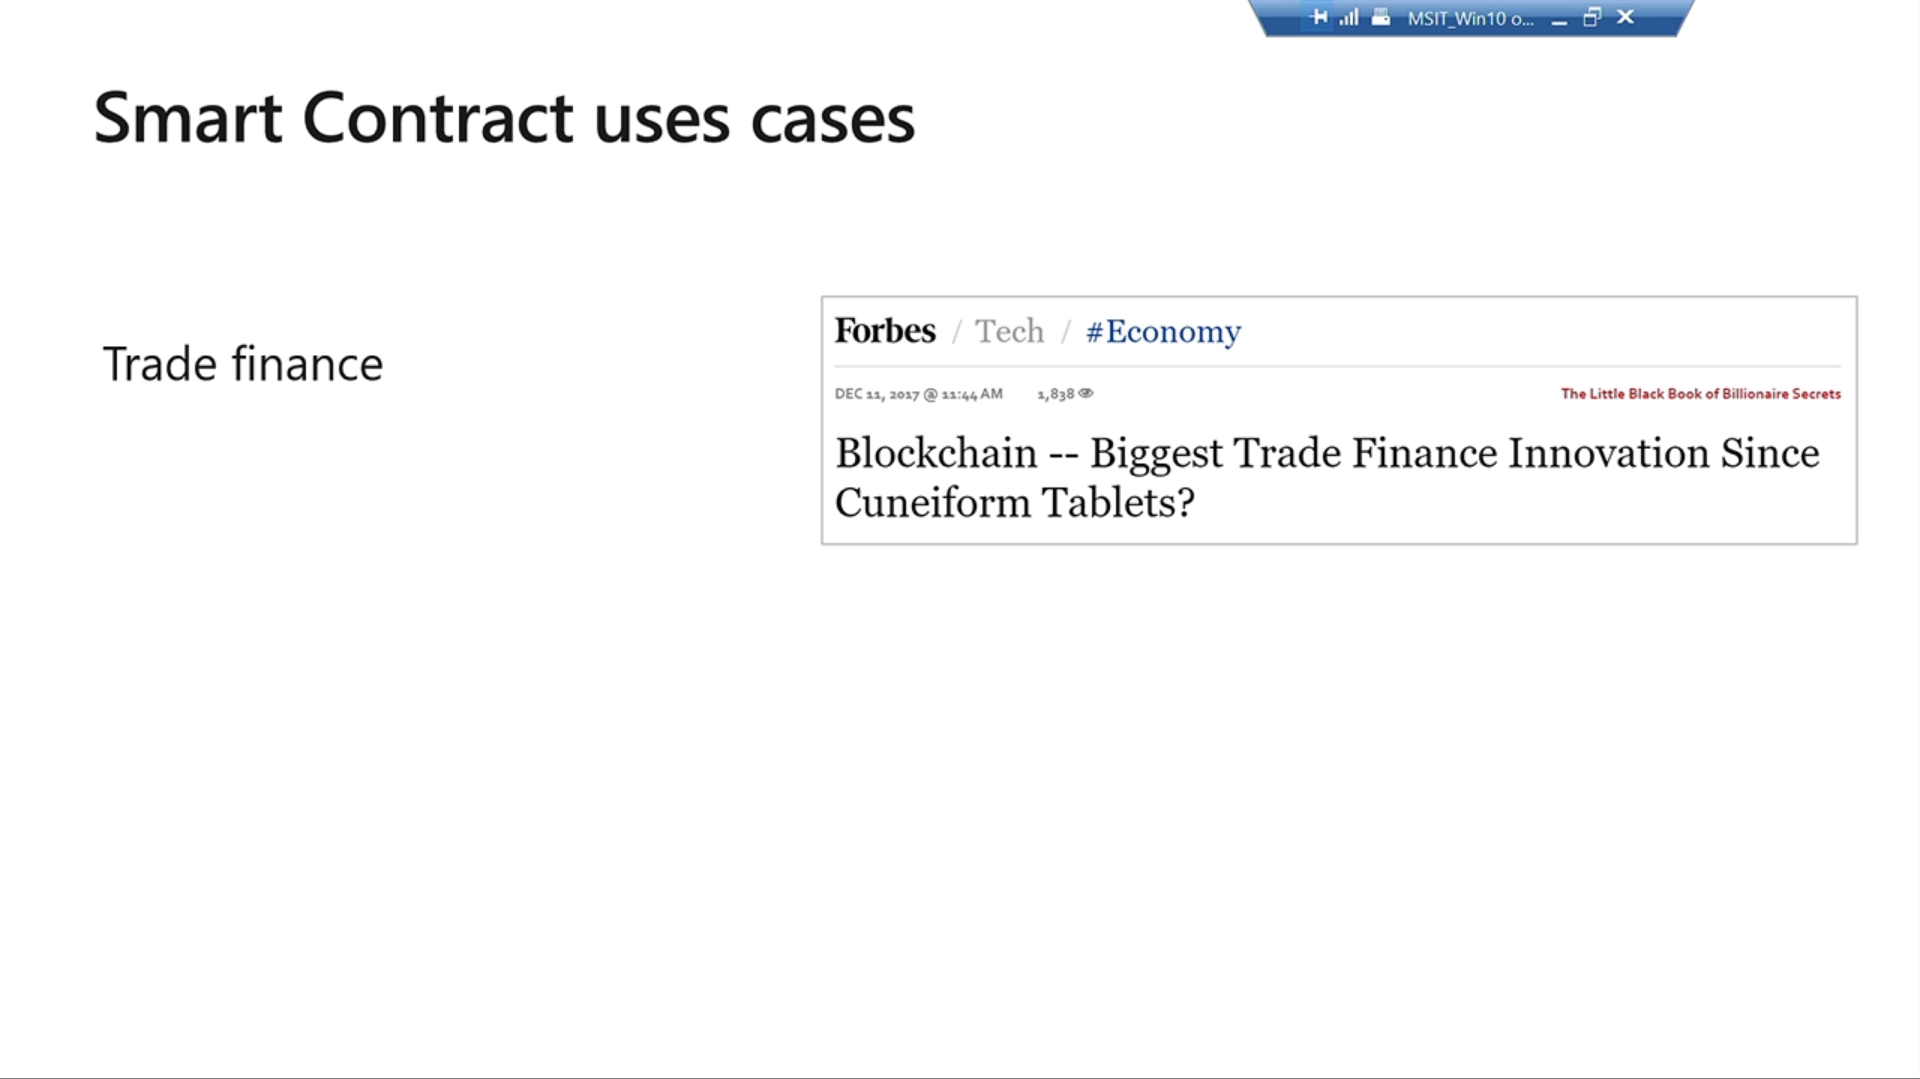 MSIT_Win10 o...
Smart Contract uses cases
Trade finance
Forbes / Tech / #Economy
DEC 11, 2017 @ 11:44 AM 1,838
The Little Black Book of Billionaire Secrets
Blockchain -- Biggest Trade Finance Innovation Since
Cuneiform Tablets?